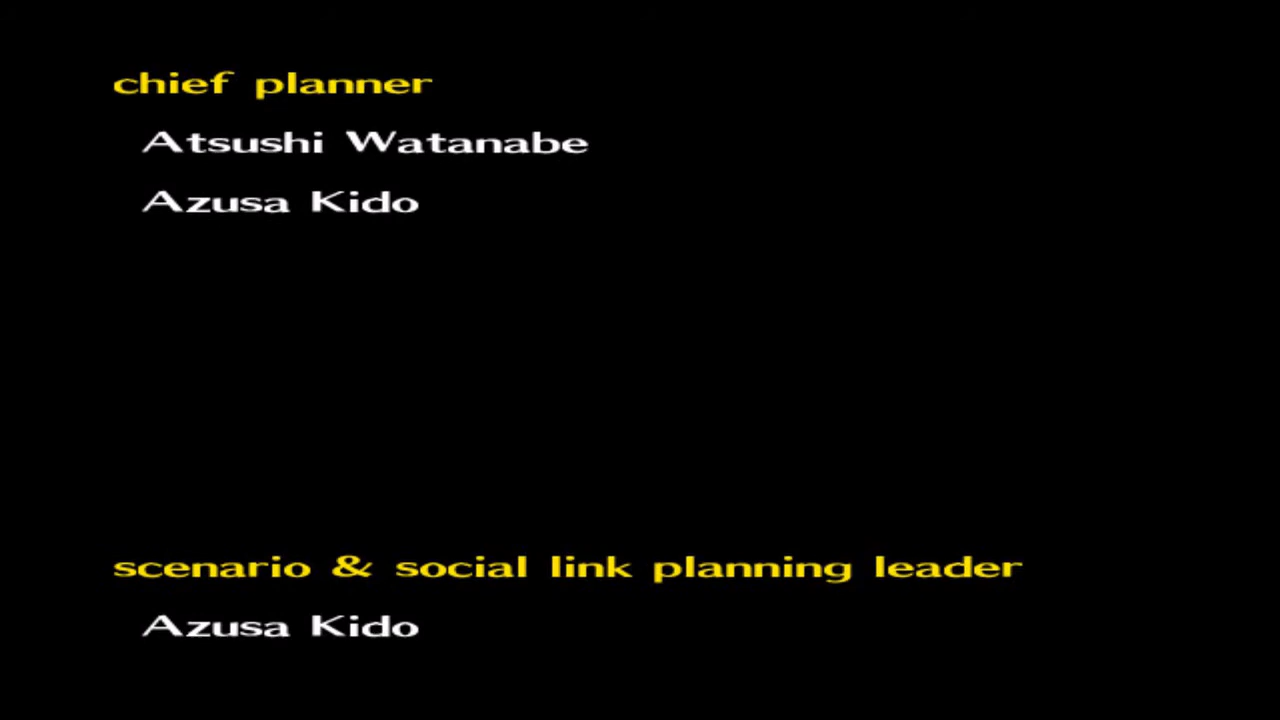 chief planner
Atsushi Watanabe
Azusa Kido
scenario & social link planning leader
Azusa Kido